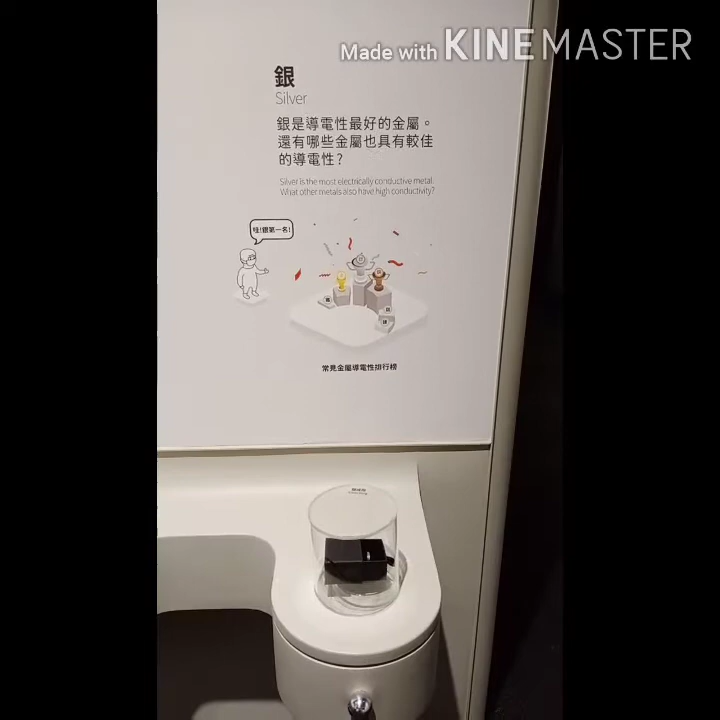 Made with KINEMASTER
銀
Silver
銀是導電性最好的金屬。
還有哪些金屬也具有較佳
的導電性?
Silver is the most electrically conductive metal.
What other metals also have high conductivity?
哇!銀第一名!
常見金屬導電性排行榜